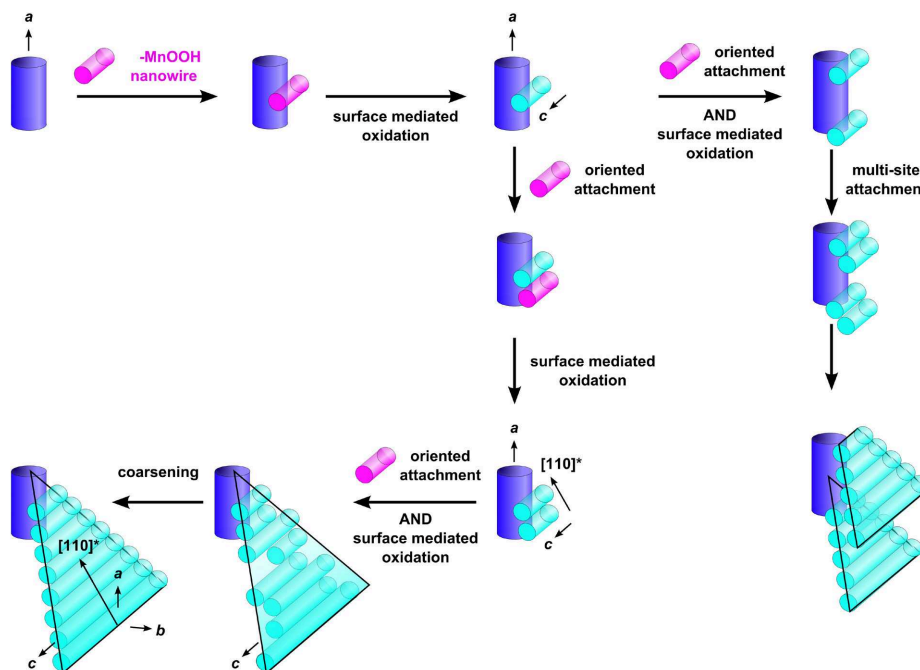 a
-MnOOH
nanowire
surface mediated
oxidation
a
c
oriented
attachment
AND
surface mediated
oxidation
oriented
attachment
multi-site
attachment
surface mediated
oxidation
a
[110]*
c
oriented
attachment
AND
surface mediated
oxidation
coarsening
[110]*
a
b
c
c